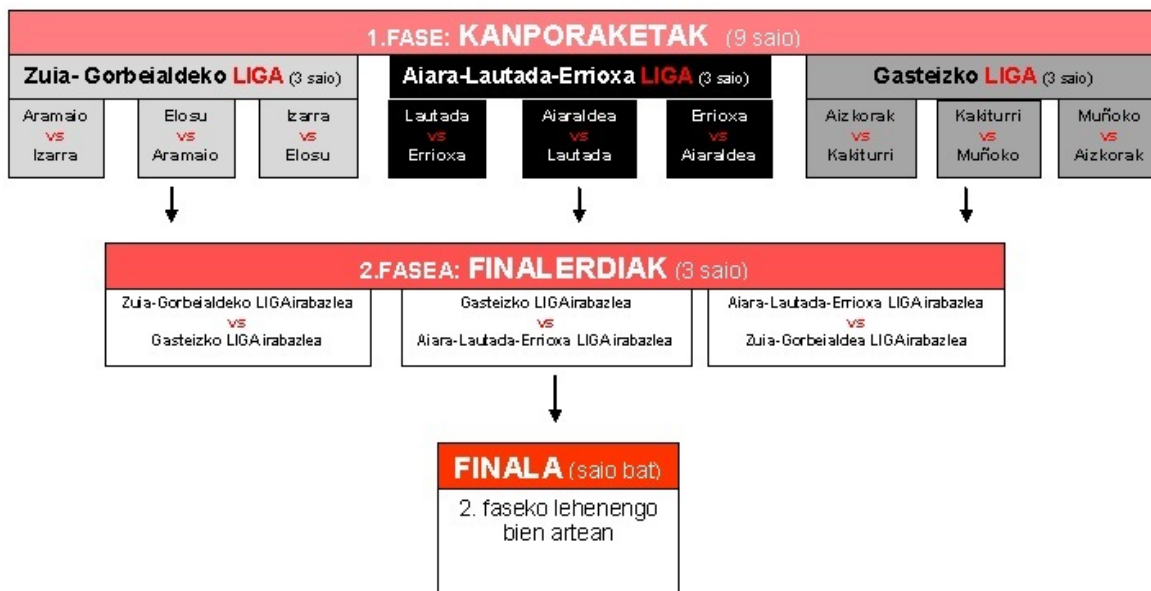 1.FASE: KANPORAKETAK (9 saio)
Zuia- Gorbeialdeko LIGA (3 saio)
Aramaio
vs
Izarra
Elosu
vs
Aramaio
Izarra
vs
Elosu
Aiara-Lautada-Errioxa LIGA (3 saio)
Lautada
vs
Errioxa
Aiaraldea
vs
Lautada
Errioxa
vs
Aiaraldea
Gasteizko LIGA (3 saio)
Aizkorak
vs
Kakiturri
Kakiturri
vs
Muñoko
Muñoko
vs
Aizkorak
2.FASEA: FINALERDIAK (3 saio)
Zuia-Gorbeialdeko LIGAirabazlea
vs
Gasteizko LIGAirabazlea
Gasteizko LIGAirabazlea
vs
Aiara-Lautada-Errioxa LIGAirabazlea
Aiara-Lautada-Errioxa LIGAirabazlea
vs
Zuia-Gorbeialdea LIGAirabazlea
FINALA (saio bat)
2. faseko lehenengo
bien artean